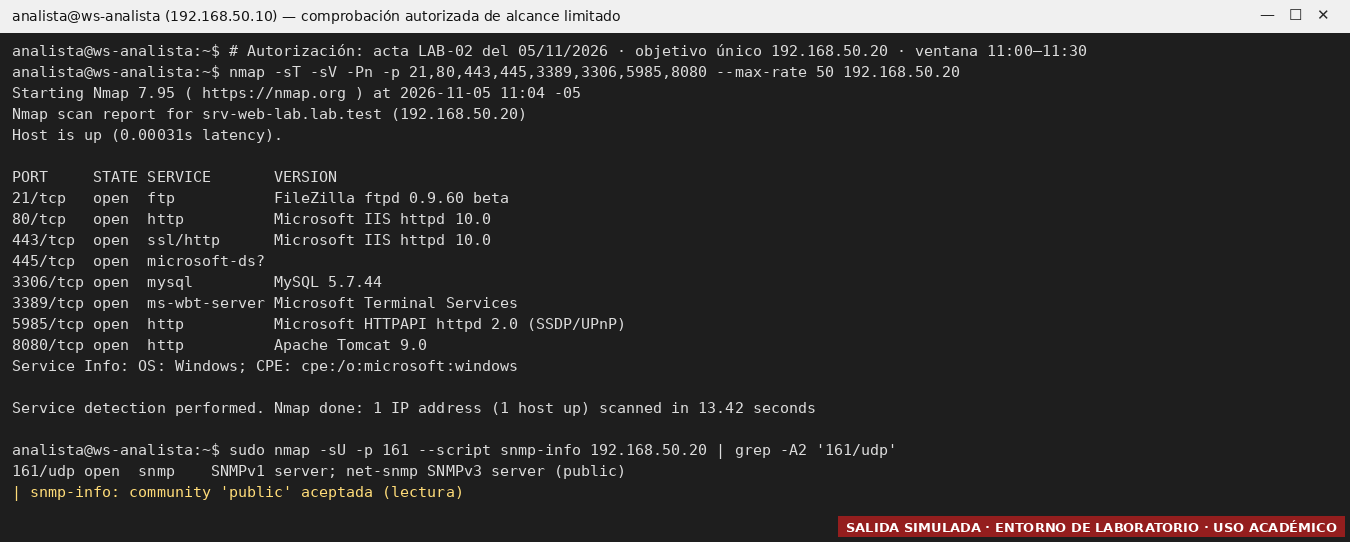 analista@ws-analista (192.168.50.10) — comprobación autorizada de alcance limitado
analista@ws-analista:~$ # Autorización: acta LAB-02 del 05/11/2026 · objetivo único 192.168.50.20 · ventana 11:00—11:30
analista@ws-analista:~$ nmap -sT -sV -Pn -p 21,80,443,445,3389,3306,5985,8080 --max-rate 50 192.168.50.20
Starting Nmap 7.95 ( https://nmap.org ) at 2026-11-05 11:04 -05
Nmap scan report for srv-web-lab.lab.test (192.168.50.20)
Host is up (0.00031s latency).
PORT     STATE SERVICE       VERSION
21/tcp   open  ftp           FileZilla ftpd 0.9.60 beta
80/tcp   open  http          Microsoft IIS httpd 10.0
443/tcp  open  ssl/http      Microsoft IIS httpd 10.0
445/tcp  open  microsoft-ds?
3306/tcp open  mysql         MySQL 5.7.44
3389/tcp open  ms-wbt-server Microsoft Terminal Services
5985/tcp open  http          Microsoft HTTPAPI httpd 2.0 (SSDP/UPnP)
8080/tcp open  http          Apache Tomcat 9.0
Service Info: OS: Windows; CPE: cpe:/o:microsoft:windows
Service detection performed. Nmap done: 1 IP address (1 host up) scanned in 13.42 seconds
analista@ws-analista:~$ sudo nmap -sU -p 161 --script snmp-info 192.168.50.20 | grep -A2 '161/udp'
161/udp open  snmp    SNMPv1 server; net-snmp SNMPv3 server (public)
| snmp-info: community 'public' aceptada (lectura)
SALIDA SIMULADA · ENTORNO DE LABORATORIO · USO ACADÉMICO